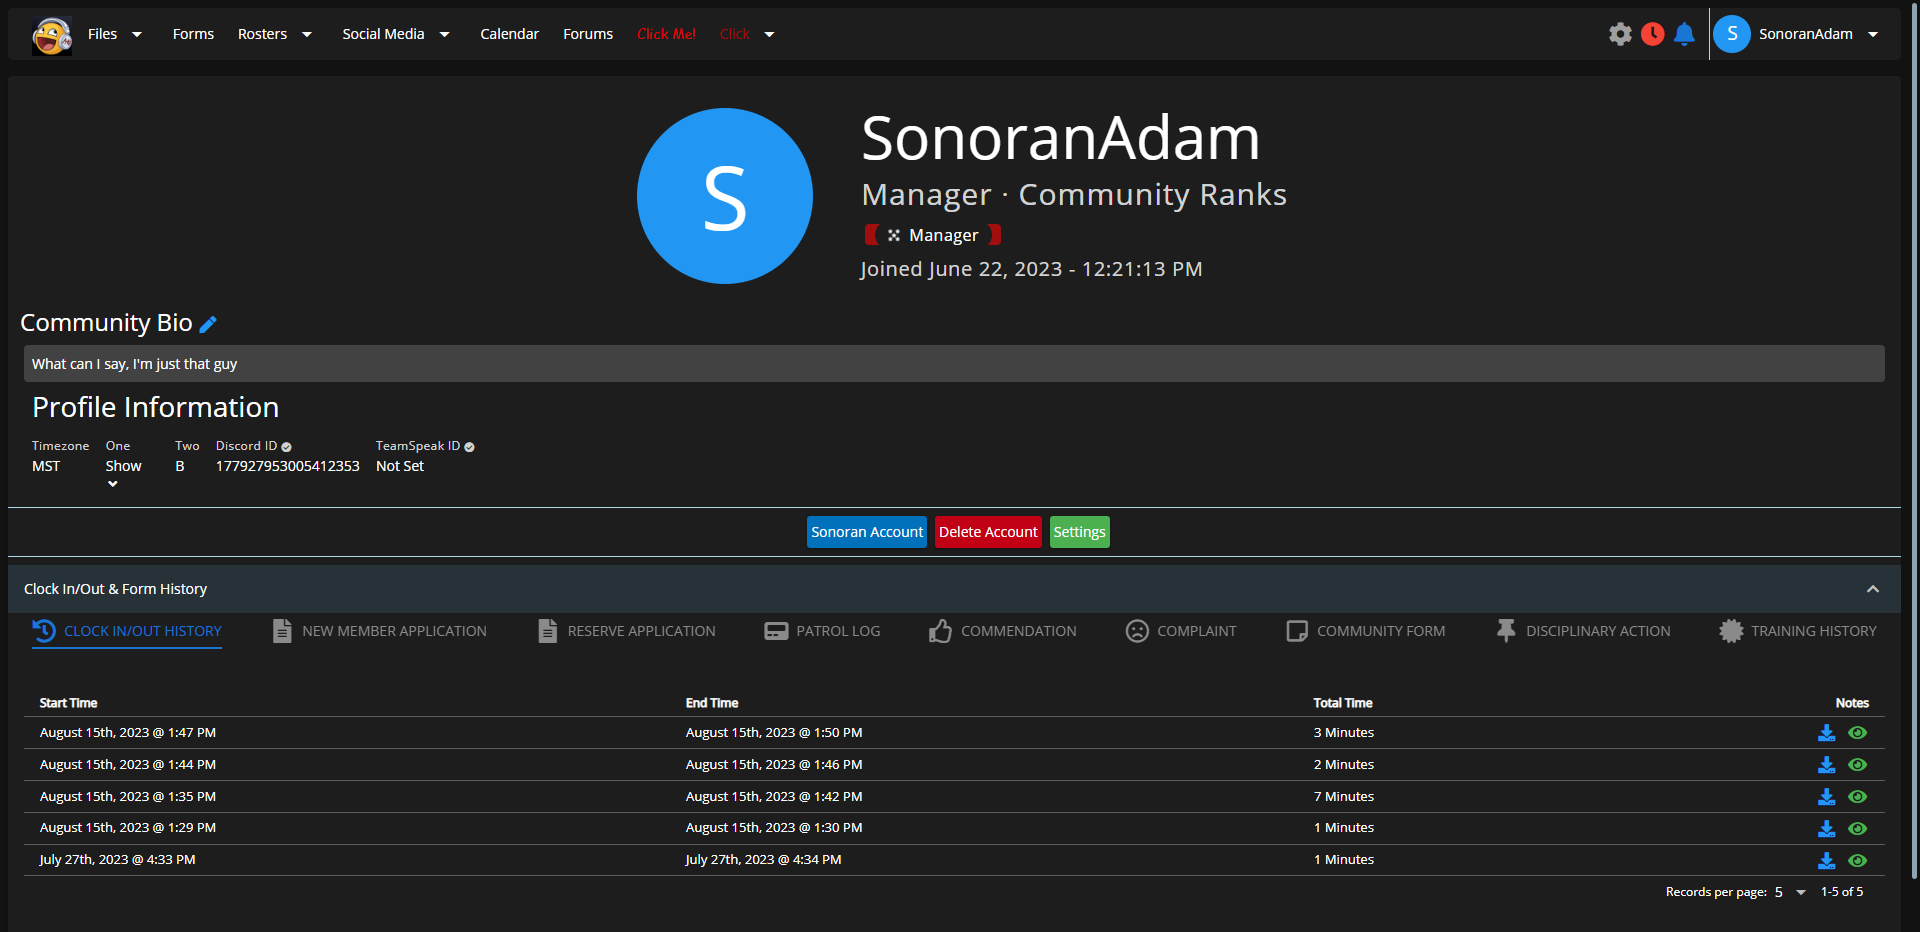 Files Forms Rosters Social Media Calendar Forums Click Me! Click S SonoranAdam
S
SonoranAdam
Manager · Community Ranks
Manager
Joined June 22, 2023 - 12:21:13 PM
Community Bio
What can I say, I'm just that guy
Profile Information
Timezone One Two Discord ID TeamSpeak ID
MST Show B 177927953005412353 Not Set
Sonoran Account Delete Account Settings
Clock In/Out & Form History
CLOCK IN/OUT HISTORY NEW MEMBER APPLICATION RESERVE APPLICATION PATROL LOG COMMENDATION COMPLAINT COMMUNITY FORM DISCIPLINARY ACTION TRAINING HISTORY
Start Time End Time Total Time Notes
August 15th, 2023 @ 1:47 PM August 15th, 2023 @ 1:50 PM 3 Minutes
August 15th, 2023 @ 1:44 PM August 15th, 2023 @ 1:46 PM 2 Minutes
August 15th, 2023 @ 1:35 PM August 15th, 2023 @ 1:42 PM 7 Minutes
August 15th, 2023 @ 1:29 PM August 15th, 2023 @ 1:30 PM 1 Minutes
July 27th, 2023 @ 4:33 PM July 27th, 2023 @ 4:34 PM 1 Minutes
Records per page: 5 1-5 of 5